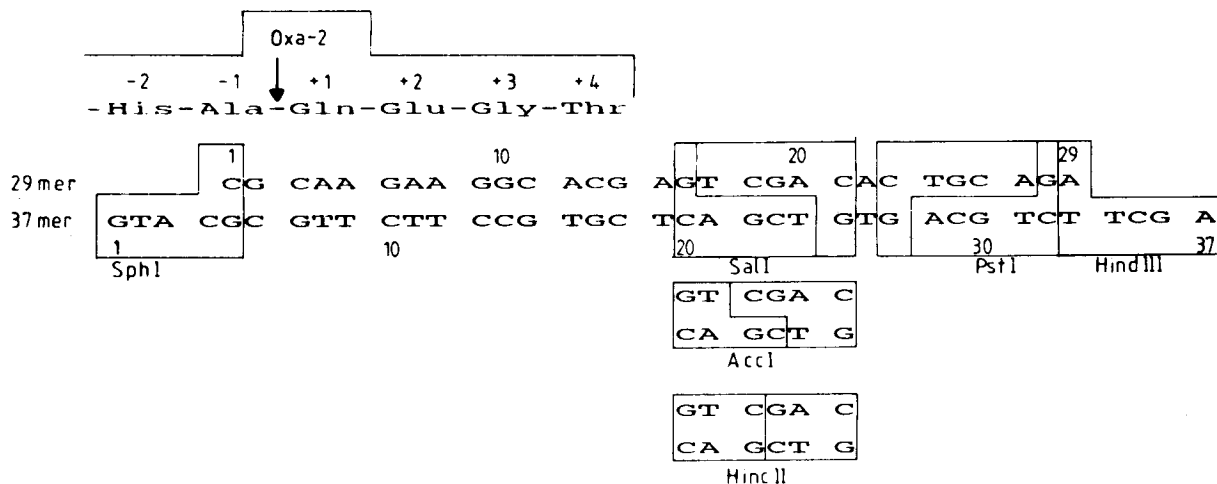 Oxa-2
-2 -1 +1 +2 +3 +4
-His-Ala-Gln-Glu-Gly-Thr
1 10 20 29
29mer CG CAA GAA GGC ACG AGT CGA CAC TGC AGA
37mer GTA CGC GTT CTT CCG TGC TCA GCT GTG ACG TCT TCG A
1 10 20 30 37
SphI SalI PstI HindIII
GT CGA C
CA GCT G
AccI
GT CGA C
CA GCT G
HincII